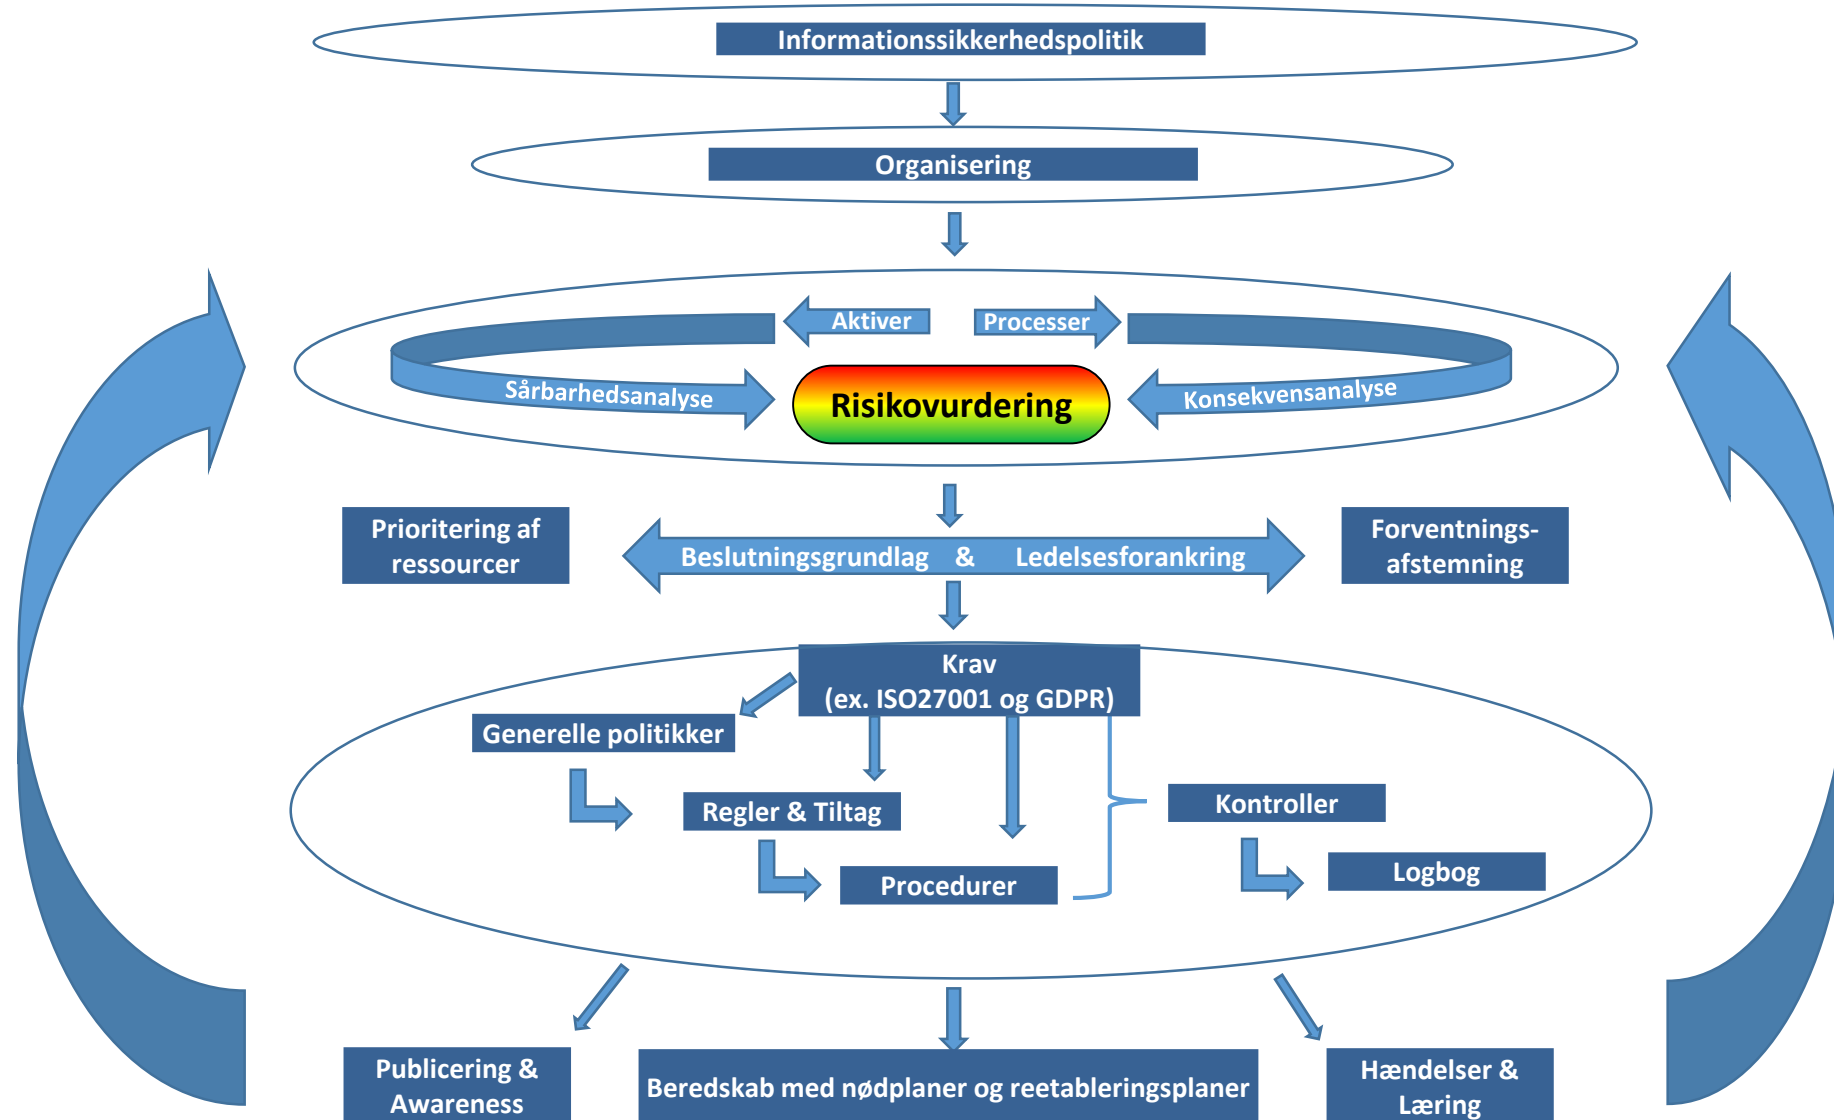 Informationssikkerhedspolitik
Organisering
Aktiver
Processer
Sårbarhedsanalyse
Risikovurdering
Konsekvensanalyse
Prioritering af
ressourcer
Beslutningsgrundlag & Ledelsesforankring
Forventnings-
afstemning
Krav
(ex. ISO27001 og GDPR)
Generelle politikker
Regler & Tiltag
Kontroller
Procedurer
Logbog
Publicering &
Awareness
Beredskab med nødplaner og reetableringsplaner
Hændelser &
Læring